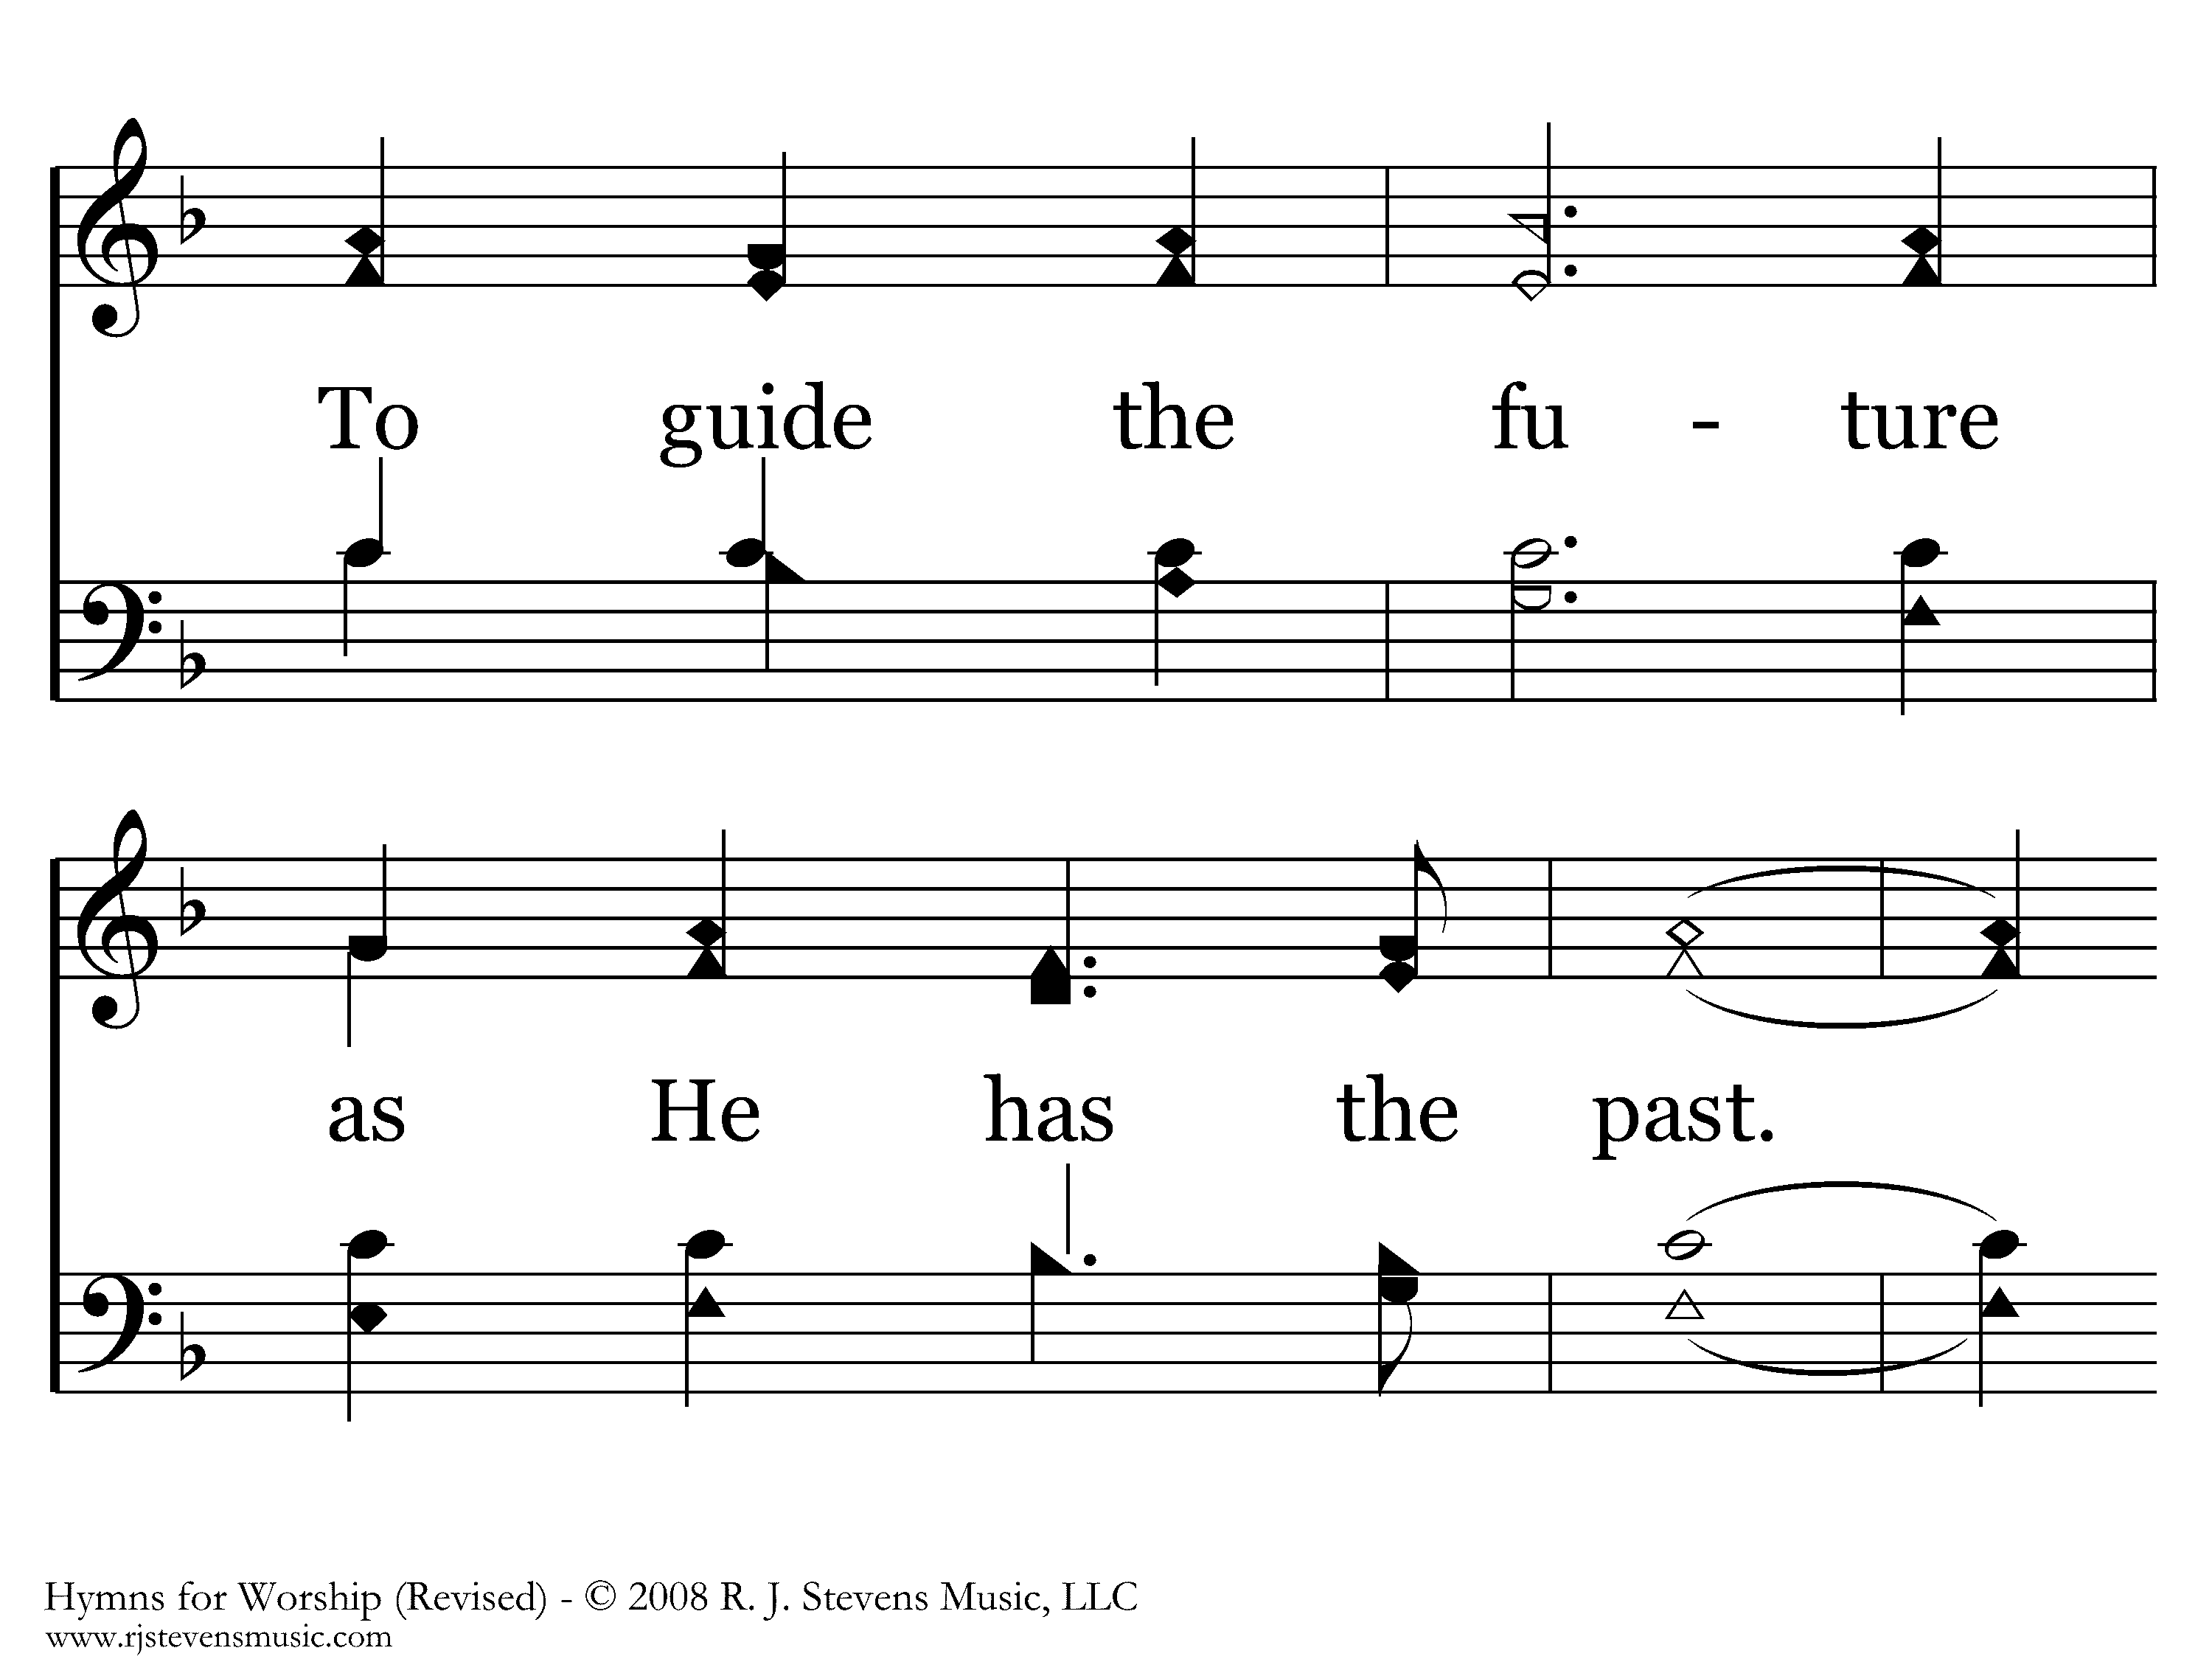 To guide the fu - ture
as He has the past.
Hymns for Worship (Revised) - © 2008 R. J. Stevens Music, LLC
www.rjstevensmusic.com